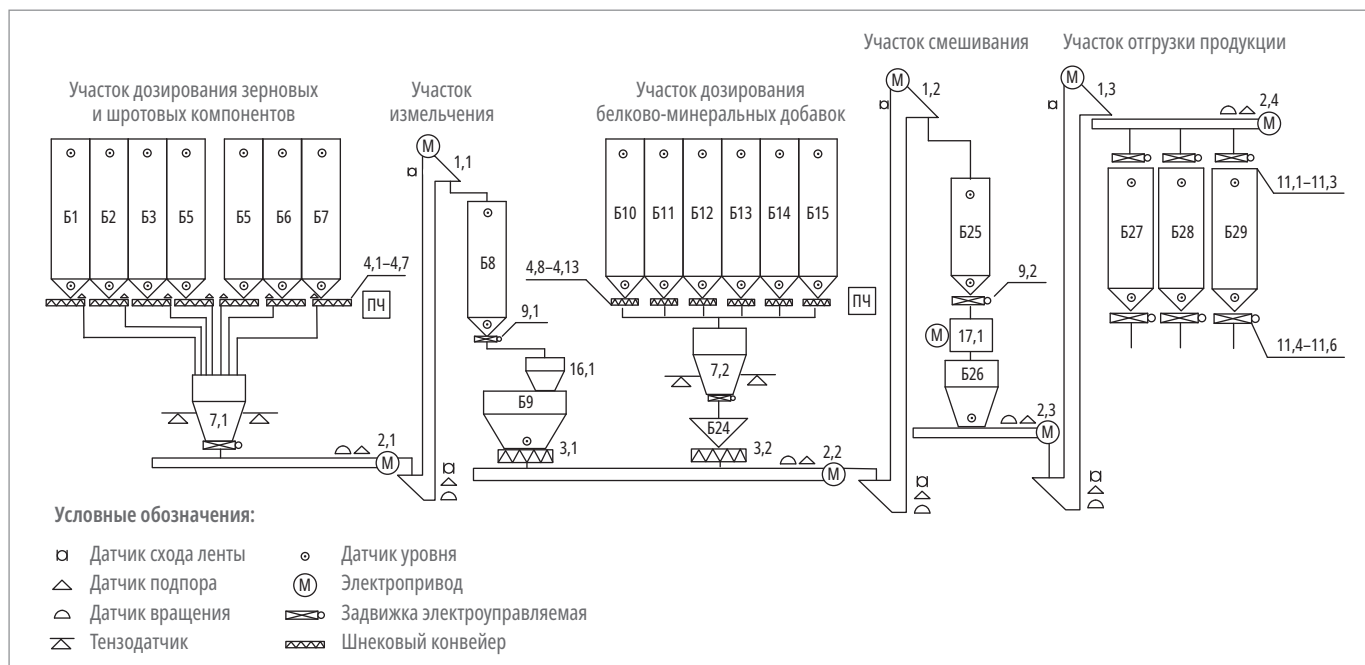 Участок дозирования зерновых
и шротовых компонентов
Участок
измельчения
Участок дозирования
белково-минеральных добавок
Участок смешивания
Участок отгрузки продукции
Б1
Б2
Б3
Б5
Б5
Б6
Б7
4,1–4,7
ПЧ
7,1
2,1
М
М
1,1
Б8
9,1
16,1
Б9
3,1
Б10
Б11
Б12
Б13
Б14
Б15
4,8–4,13
ПЧ
7,2
Б24
3,2
2,2
М
М
1,2
Б25
9,2
М
17,1
Б26
2,3
М
М
1,3
2,4
М
11,1–11,3
Б27
Б28
Б29
11,4–11,6
Условные обозначения:
Датчик схода ленты
Датчик подпора
Датчик вращения
Тензодатчик
Датчик уровня
М
Электропривод
Задвижка электроуправляемая
Шнековый конвейер